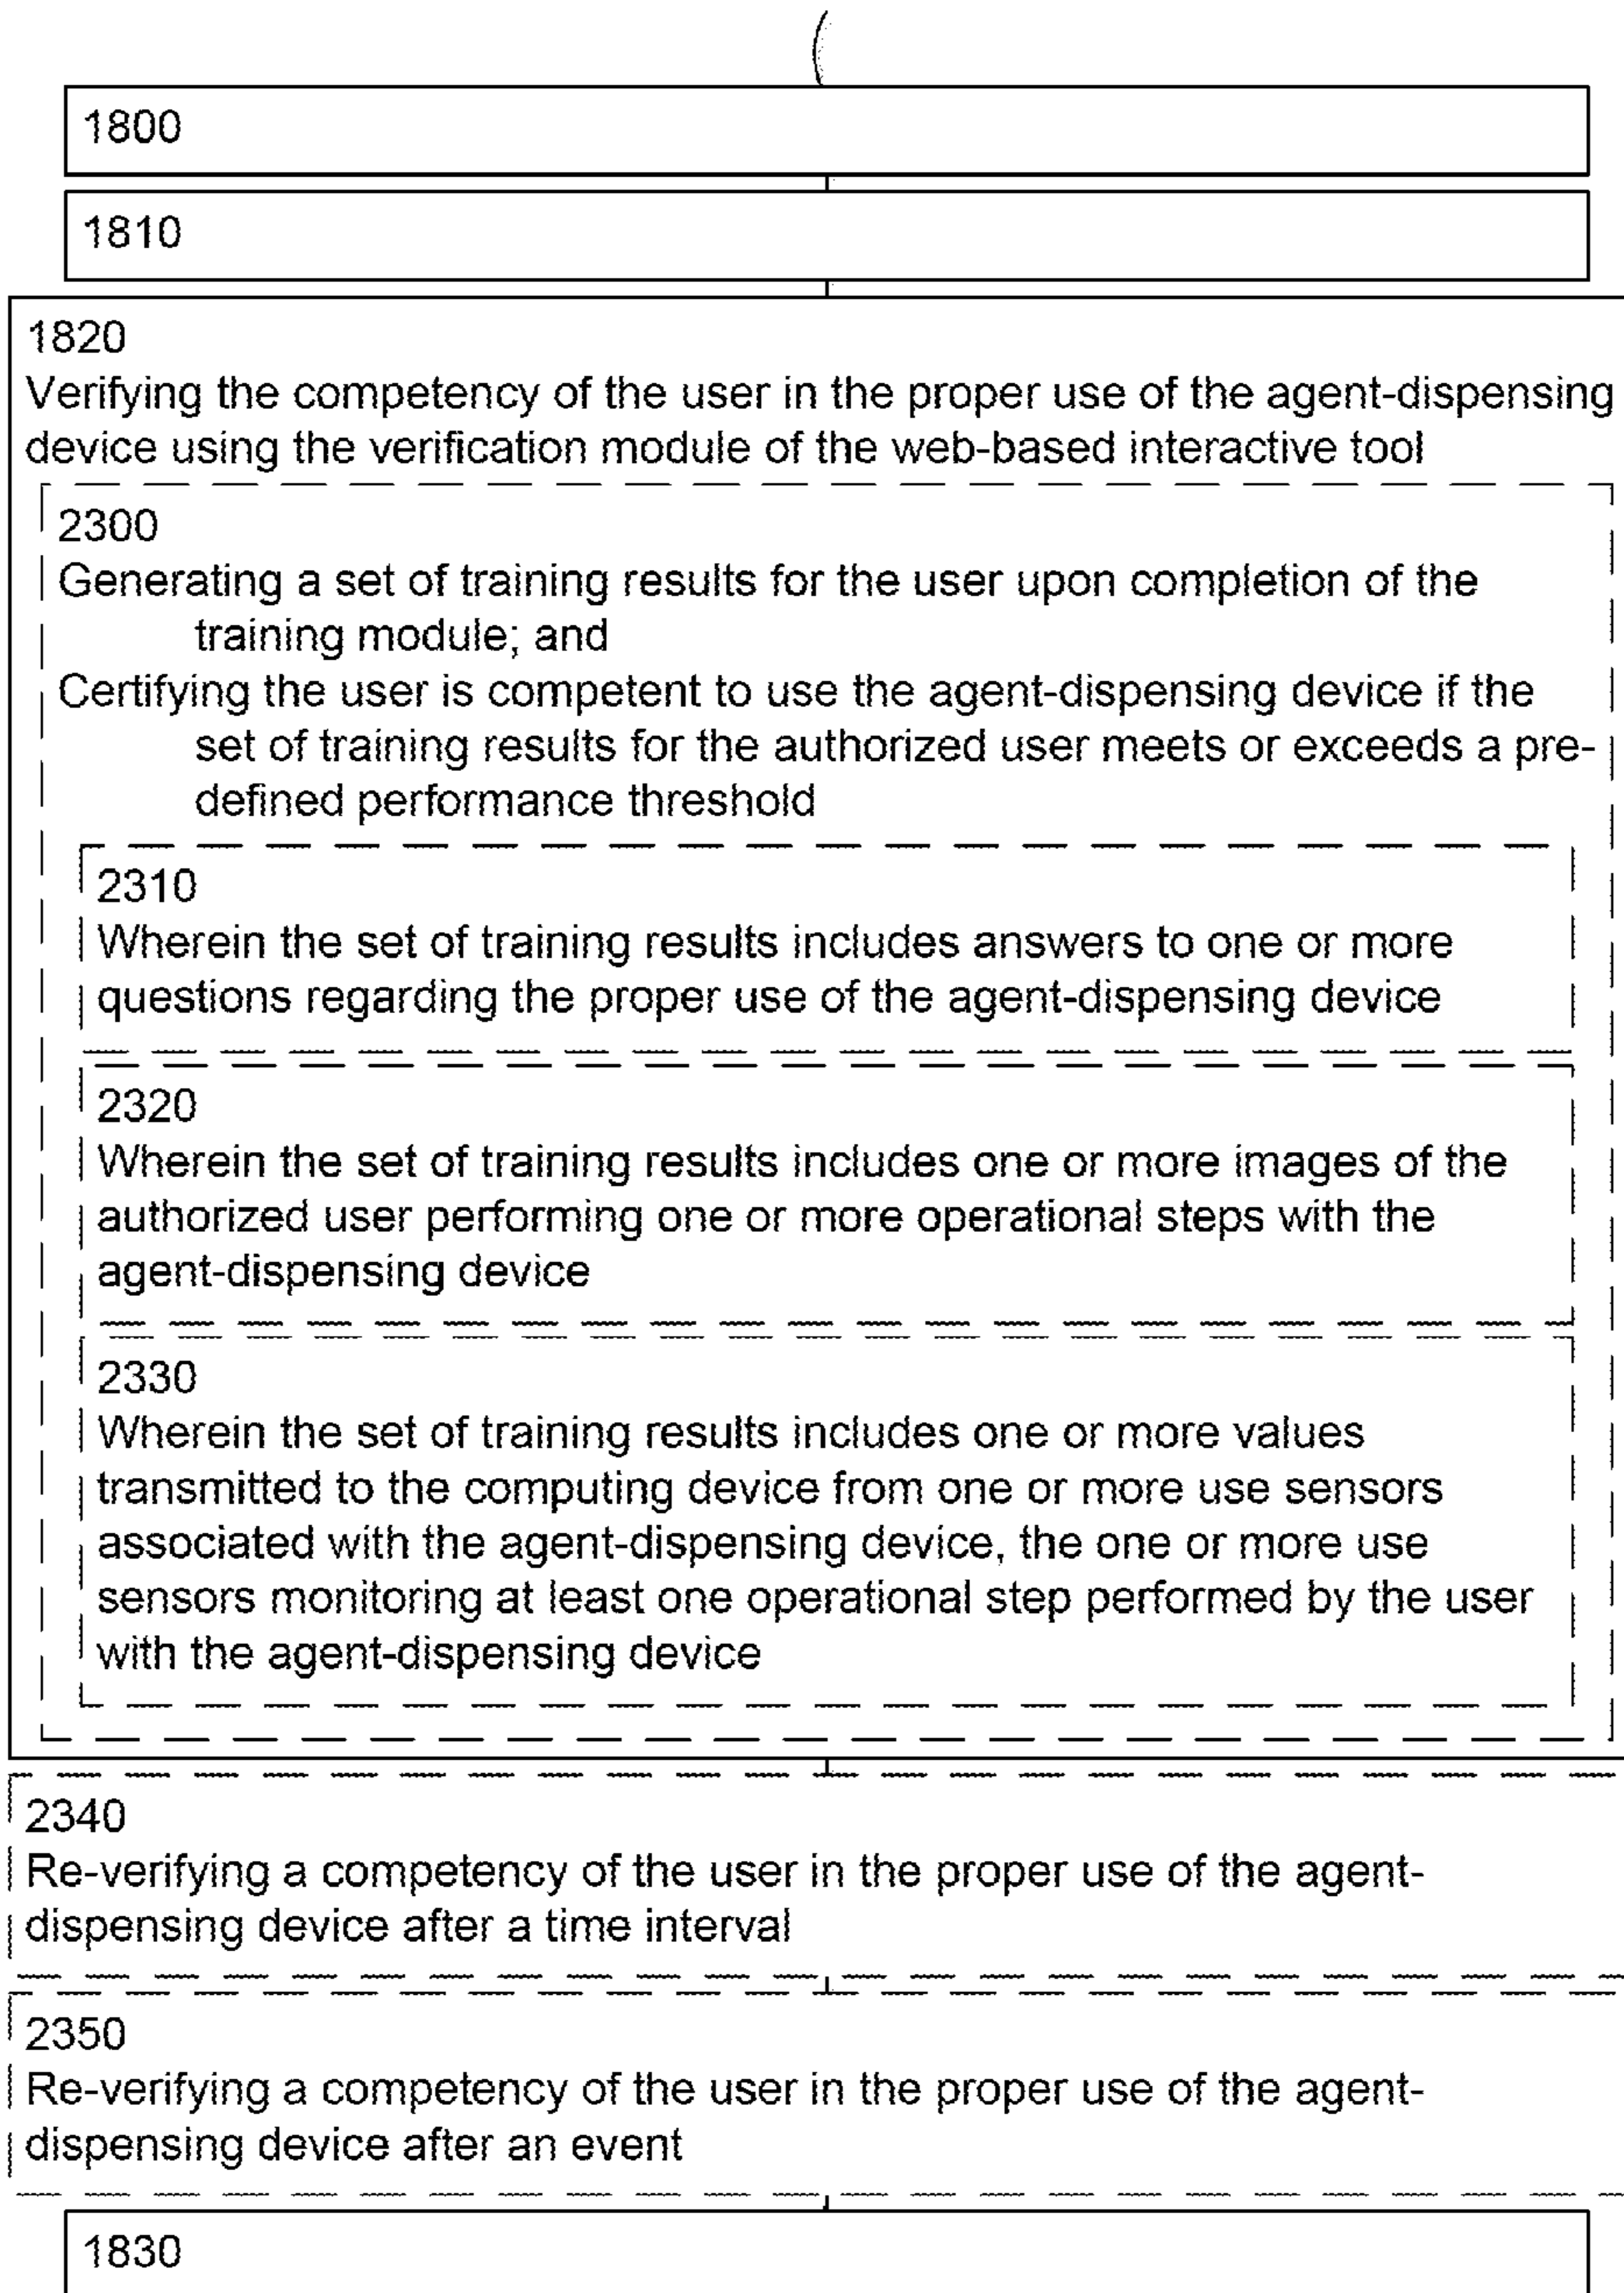 1800
1810
1820
Verifying the competency of the user in the proper use of the agent-dispensing
device using the verification module of the web-based interactive tool
2300
Generating a set of training results for the user upon completion of the
training module; and
Certifying the user is competent to use the agent-dispensing device if the
set of training results for the authorized user meets or exceeds a pre-
defined performance threshold
2310
Wherein the set of training results includes answers to one or more
questions regarding the proper use of the agent-dispensing device
2320
Wherein the set of training results includes one or more images of the
authorized user performing one or more operational steps with the
agent-dispensing device
2330
Wherein the set of training results includes one or more values
transmitted to the computing device from one or more use sensors
associated with the agent-dispensing device, the one or more use
sensors monitoring at least one operational step performed by the user
with the agent-dispensing device
2340
Re-verifying a competency of the user in the proper use of the agent-
dispensing device after a time interval
2350
Re-verifying a competency of the user in the proper use of the agent-
dispensing device after an event
1830